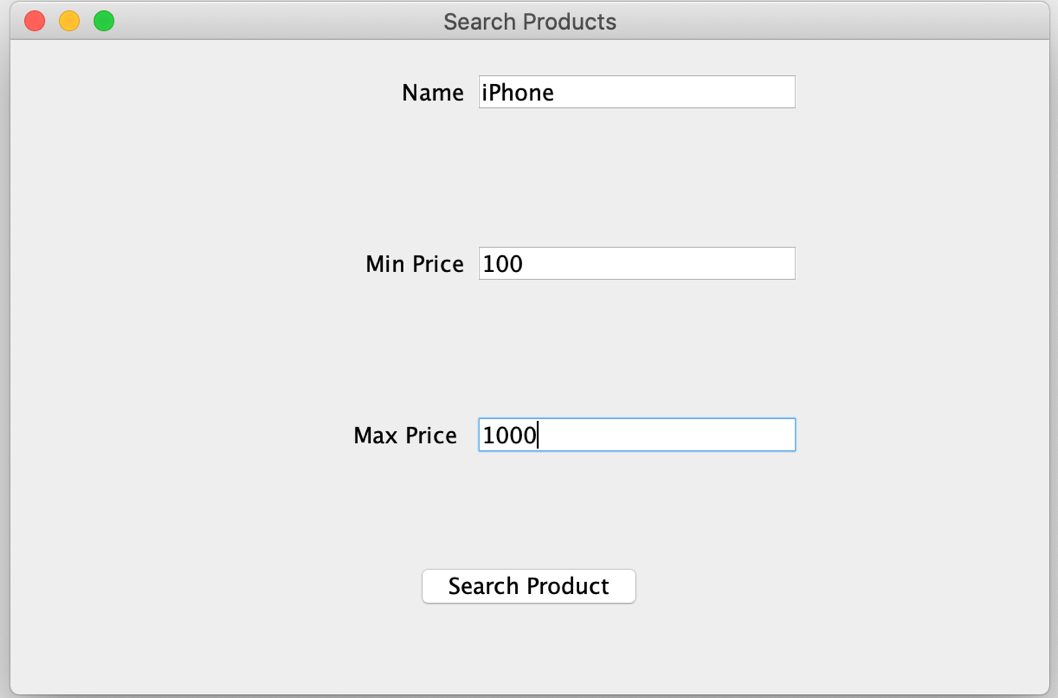 Search Products
Name iPhone
Min Price 100
Max Price 1000
Search Product